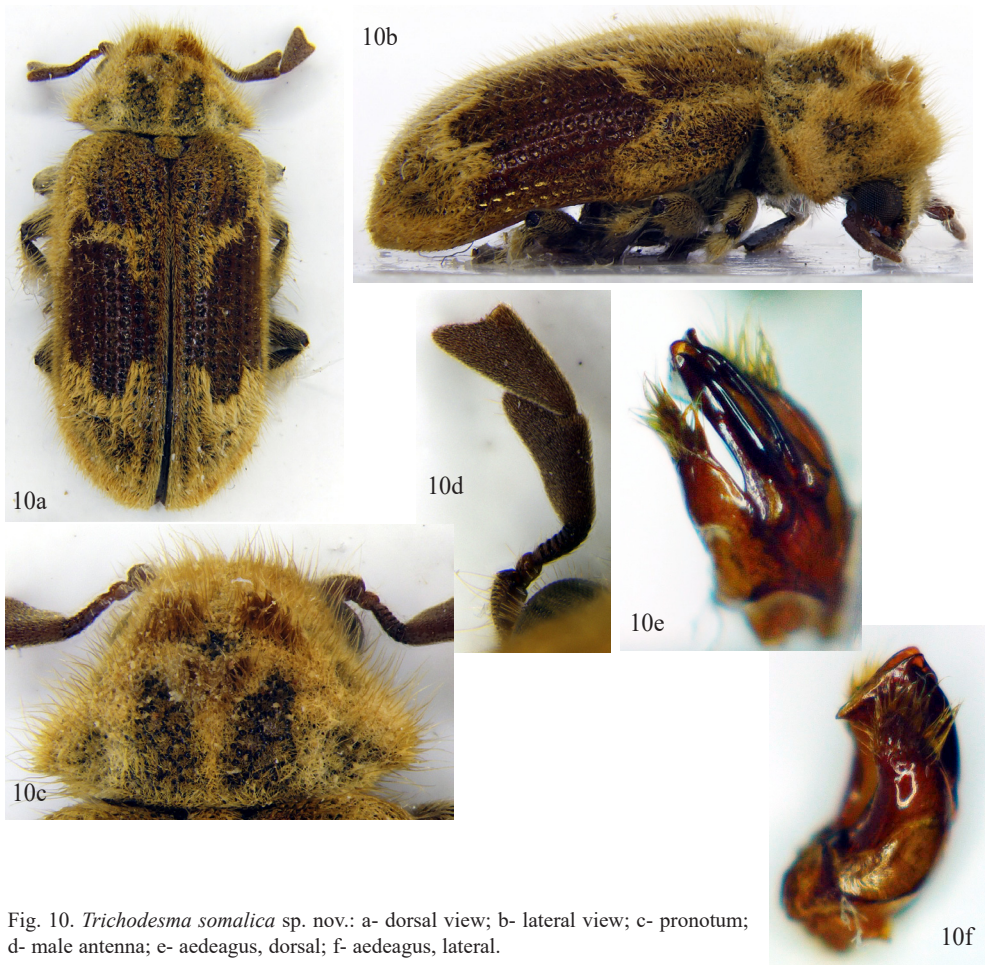 10a
10b
10c
10d
10e
10f
Fig. 10. Trichodesma somalica sp. nov.: a- dorsal view; b- lateral view; c- pronotum;
d- male antenna; e- aedeagus, dorsal; f- aedeagus, lateral.